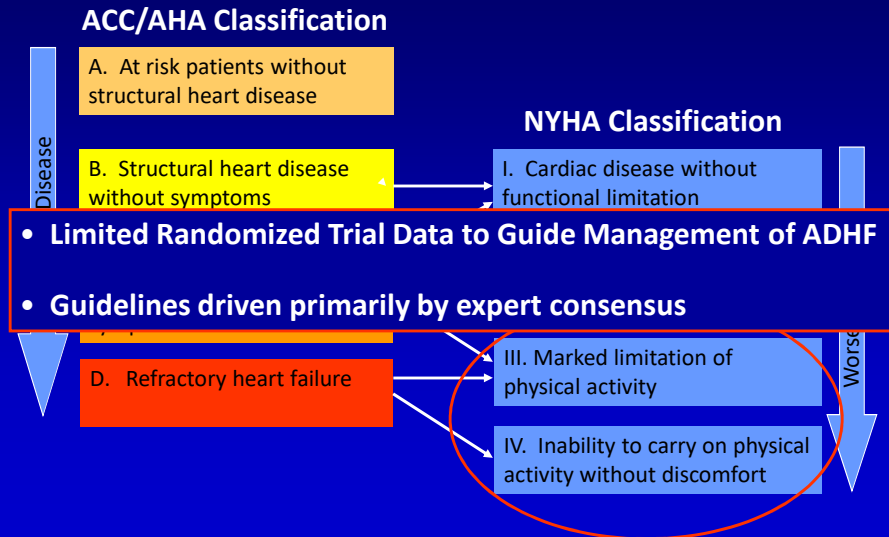 ACC/AHA Classification
A. At risk patients without
structural heart disease
NYHA Classification
Disease
B. Structural heart disease
without symptoms
I. Cardiac disease without
functional limitation
• Limited Randomized Trial Data to Guide Management of ADHF
• Guidelines driven primarily by expert consensus
D. Refractory heart failure
III. Marked limitation of
physical activity
Worse
IV. Inability to carry on physical
activity without discomfort